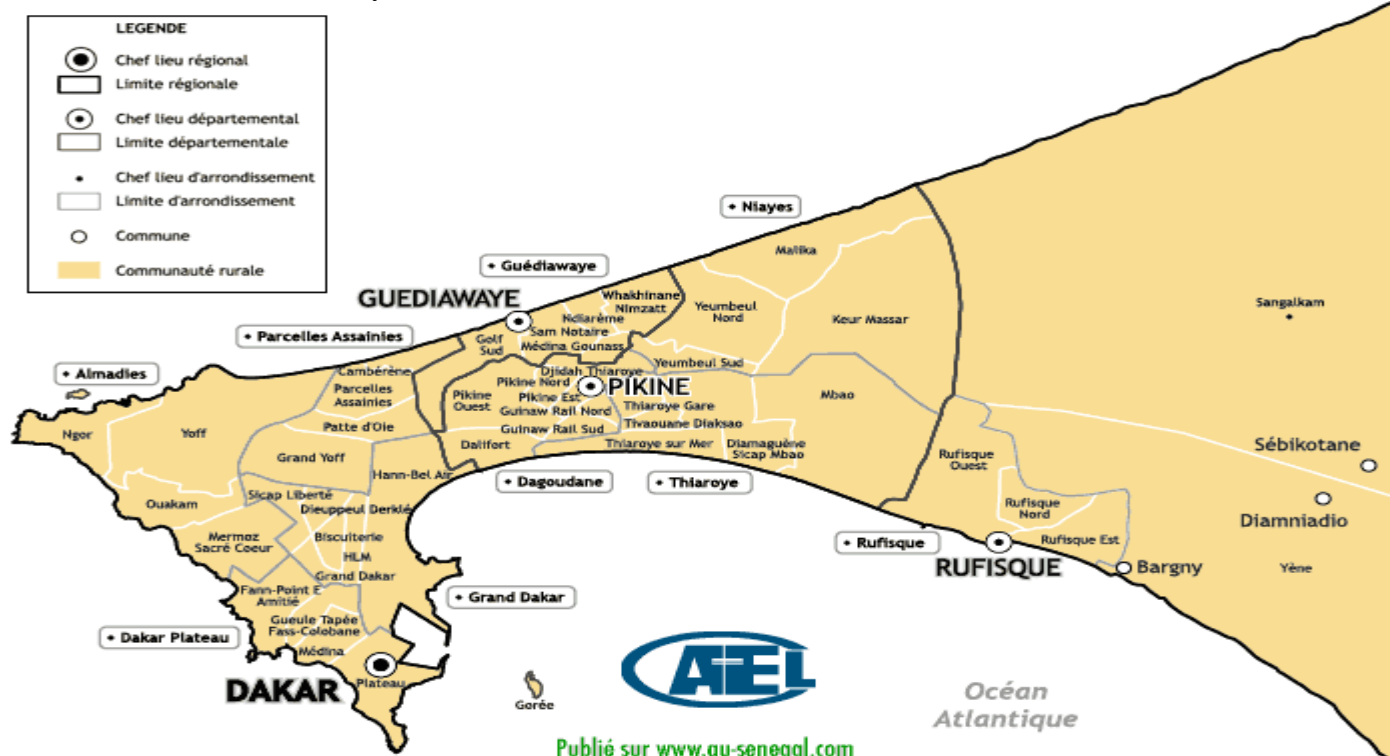 LEGENDE
Chef lieu régional
Limite régionale
Chef lieu départemental
Limite départementale
Chef lieu d'arrondissement
Limite d'arrondissement
Commune
Communauté rurale
Niayes
Guédiawaye
GUEDIAWAYE
Parcelles Assainies
Almadies
Malika
Whakhinane
Nimzatt
Yeumbeul
Nord
Keur Massar
Sangalkam
Ndiarème
Sam Notaire
Médina Gounass
Golf
Sud
Yeumbeul Sud
Cambérène
Parcelles
Assainies
Patte d'Oie
Djidah Thiaroye
Pikine Nord
PIKINE
Pikine
Ouest
Pikine Est
Guinaw Rail Nord
Guinaw Rail Sud
Thiaroye Gare
Tivaouane Diaksao
Thiaroye sur Mer
Diamaguène
Sicap Mbao
Mbao
Dalifort
Ngor
Yoff
Grand Yoff
Hann-Bel Air
Dagoudane
Thiaroye
Rufisque
Ouest
Rufisque
Nord
Rufisque Est
Sébikotane
Diamniadio
Ouakam
Sicap Liberté
Dieuppeul Derklé
Mermoz
Sacré Coeur
Biscuiterie
HLM
Grand Dakar
Rufisque
RUFISQUE
Bargny
Yène
Fann-Point E
Amitié
Grand Dakar
Gueule Tapée
Fass-Colobane
Dakar Plateau
Médina
Plateau
DAKAR
Gorée
ATEL
Océan
Atlantique
Publié sur www.au-senegal.com